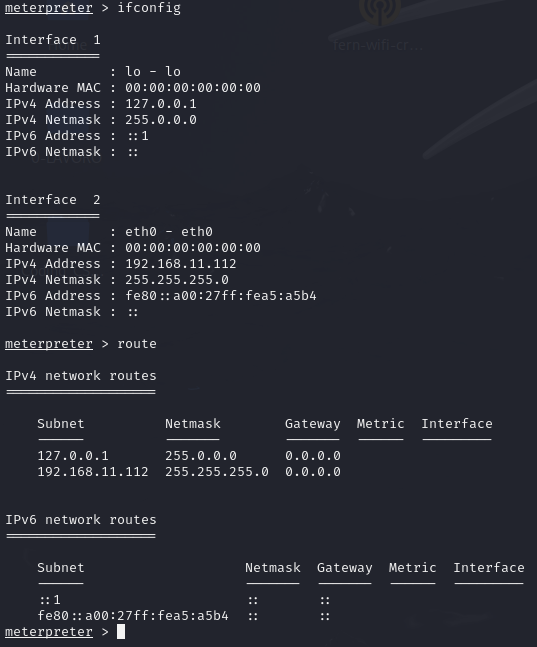 meterpreter > ifconfig
Interface 1
Name : lo - lo
Hardware MAC : 00:00:00:00:00:00
IPv4 Address : 127.0.0.1
IPv4 Netmask : 255.0.0.0
IPv6 Address : ::1
IPv6 Netmask : ::
Interface 2
Name : eth0 - eth0
Hardware MAC : 00:00:00:00:00:00
IPv4 Address : 192.168.11.112
IPv4 Netmask : 255.255.255.0
IPv6 Address : fe80::a00:27ff:fea5:a5b4
IPv6 Netmask : ::
meterpreter > route
IPv4 network routes
Subnet Netmask Gateway Metric Interface
127.0.0.1 255.0.0.0 0.0.0.0
192.168.11.112 255.255.255.0 0.0.0.0
IPv6 network routes
Subnet Netmask Gateway Metric Interface
::1 :: ::
fe80::a00:27ff:fea5:a5b4 :: ::
meterpreter >
fern-wifi-cr...